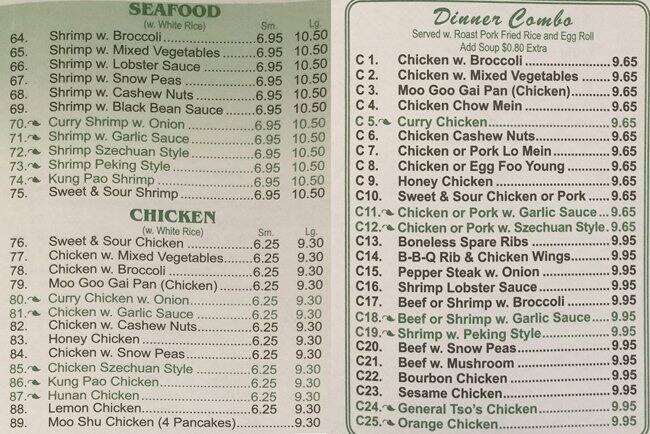 SEAFOOD
(w. White Rice) Sm. Lg.
64. Shrimp w. Broccoli 6.95 10.50
65. Shrimp w. Mixed Vegetables 6.95 10.50
66. Shrimp w. Lobster Sauce 6.95 10.50
67. Shrimp w. Snow Peas 6.95 10.50
68. Shrimp w. Cashew Nuts 6.95 10.50
69. Shrimp w. Black Bean Sauce 6.95 10.50
70. Curry Shrimp w. Onion 6.95 10.50
71. Shrimp w. Garlic Sauce 6.95 10.50
72. Shrimp Szechuan Style 6.95 10.50
73. Shrimp Peking Style 6.95 10.50
74. Kung Pao Shrimp 6.95 10.50
75. Sweet & Sour Shrimp 6.95 10.50
CHICKEN
(w. White Rice) Sm. Lg.
76. Sweet & Sour Chicken 6.25 9.30
77. Chicken w. Mixed Vegetables 6.25 9.30
78. Chicken w. Broccoli 6.25 9.30
79. Moo Goo Gai Pan (Chicken) 6.25 9.30
80. Curry Chicken w. Onion 6.25 9.30
81. Chicken w. Garlic Sauce 6.25 9.30
82. Chicken w. Cashew Nuts 6.25 9.30
83. Honey Chicken 6.25 9.30
84. Chicken w. Snow Peas 6.25 9.30
85. Chicken Szechuan Style 6.25 9.30
86. Kung Pao Chicken 6.25 9.30
87. Hunan Chicken 6.25 9.30
88. Lemon Chicken 6.25 9.30
89. Moo Shu Chicken (4 Pancakes) 9.30
Dinner Combo
Served w. Roast Pork Fried Rice and Egg Roll
Add Soup $0.80 Extra
C 1. Chicken w. Broccoli 9.65
C 2. Chicken w. Mixed Vegetables 9.65
C 3. Moo Goo Gai Pan (Chicken) 9.65
C 4. Chicken Chow Mein 9.65
C 5. Curry Chicken 9.65
C 6. Chicken Cashew Nuts 9.65
C 7. Chicken or Pork Lo Mein 9.65
C 8. Chicken or Egg Foo Young 9.65
C 9. Honey Chicken 9.65
C10. Sweet & Sour Chicken or Pork 9.65
C11. Chicken or Pork w. Garlic Sauce 9.65
C12. Chicken or Pork w. Szechuan Style 9.65
C13. Boneless Spare Ribs 9.95
C14. B-B-Q Rib & Chicken Wings 9.95
C15. Pepper Steak w. Onion 9.95
C16. Shrimp Lobster Sauce 9.95
C17. Beef or Shrimp w. Broccoli 9.95
C18. Beef or Shrimp w. Garlic Sauce 9.95
C19. Shrimp w. Peking Style 9.95
C20. Beef w. Snow Peas 9.95
C21. Beef w. Mushroom 9.95
C22. Bourbon Chicken 9.95
C23. Sesame Chicken 9.95
C24. General Tso's Chicken 9.95
C25. Orange Chicken 9.95